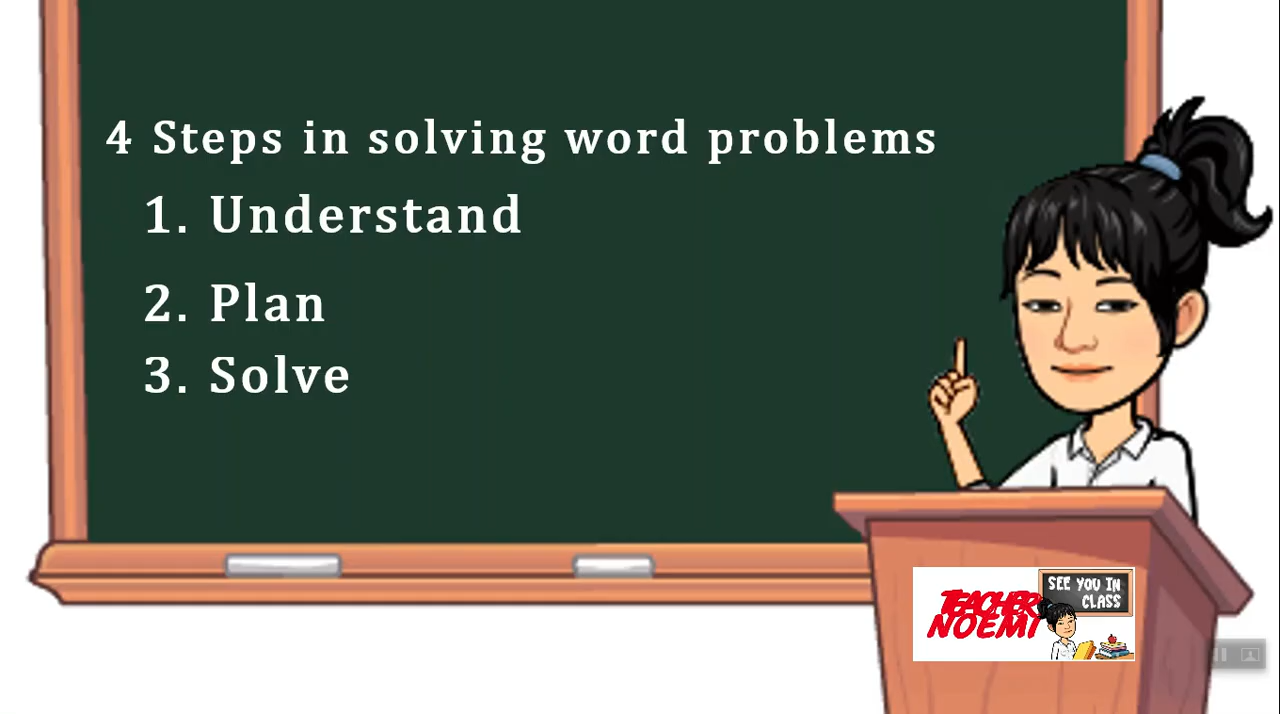 4 Steps in solving word problems
1. Understand
2. Plan
3. Solve
SEE YOU IN
CLASS
TEACHER
NOEMI